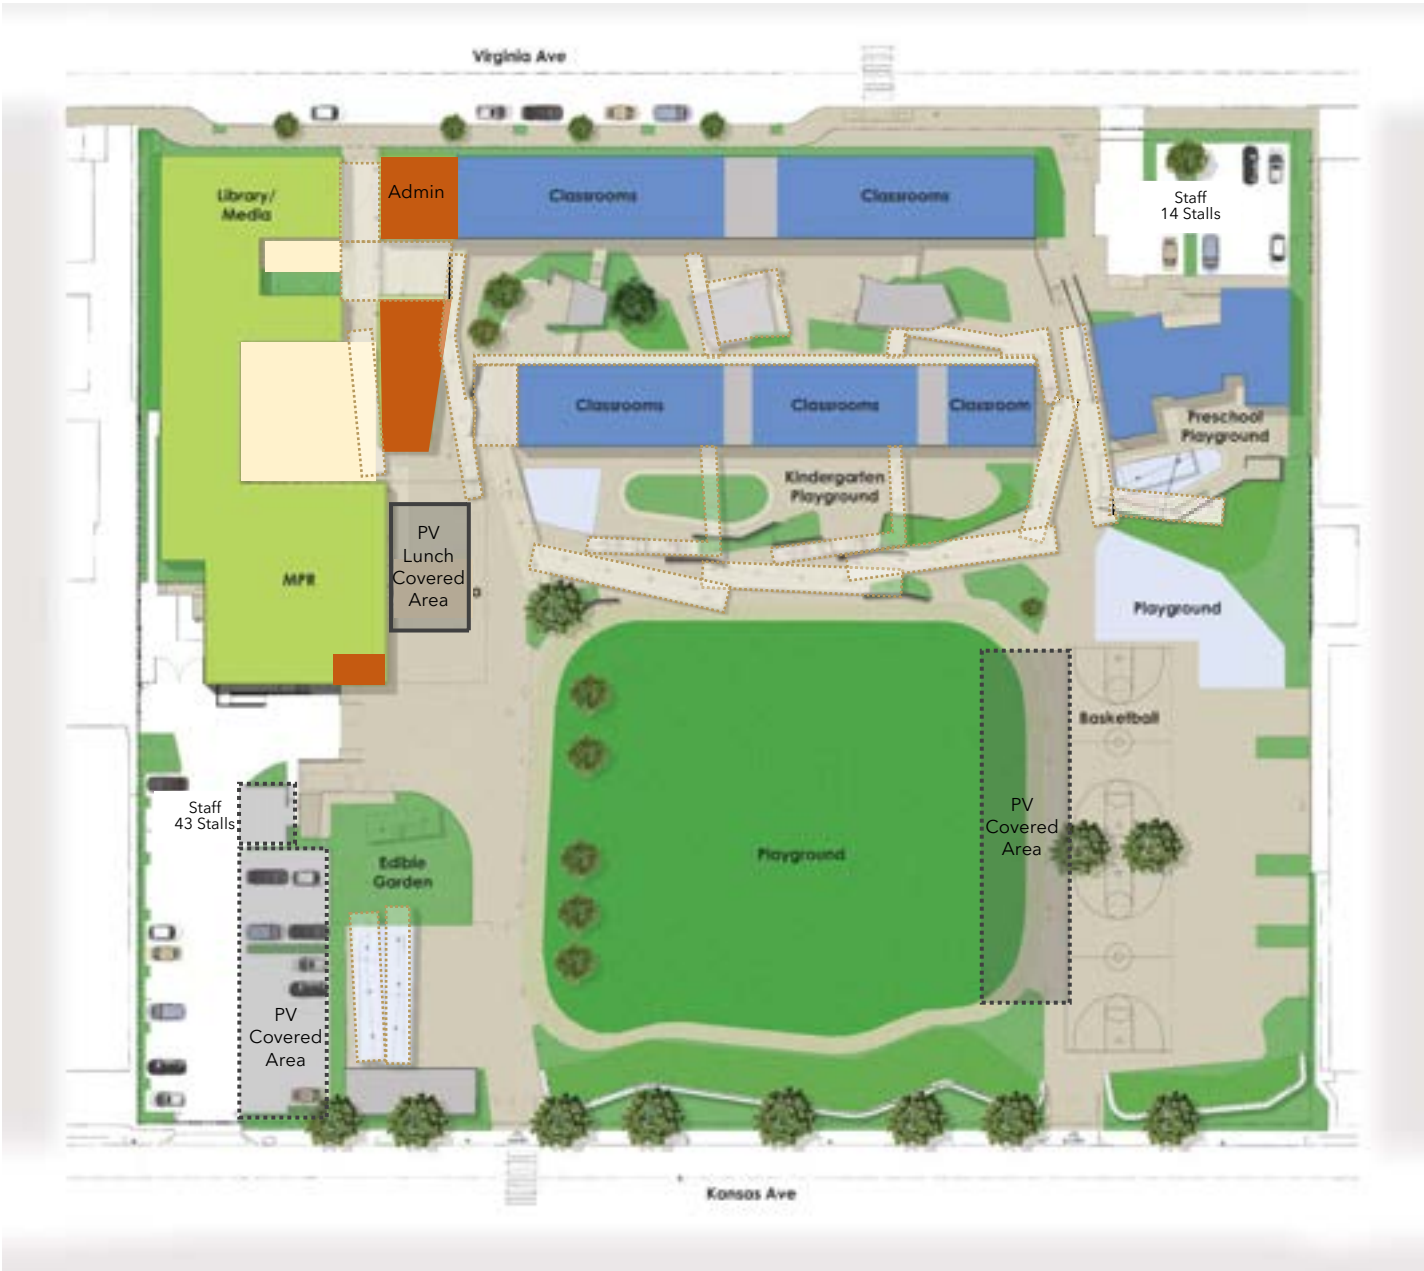 Virginia Ave
Library/
Media
Admin
Classrooms
Classrooms
Staff
14 Stalls
Classrooms
Classrooms
Classroom
Preschool
Playground
Kindergarten
Playground
PV
Lunch
Covered
Area
MPR
Playground
Basketball
Staff
43 Stalls
PV
Covered
Area
Playground
Edible
Garden
PV
Covered
Area
Kansas Ave